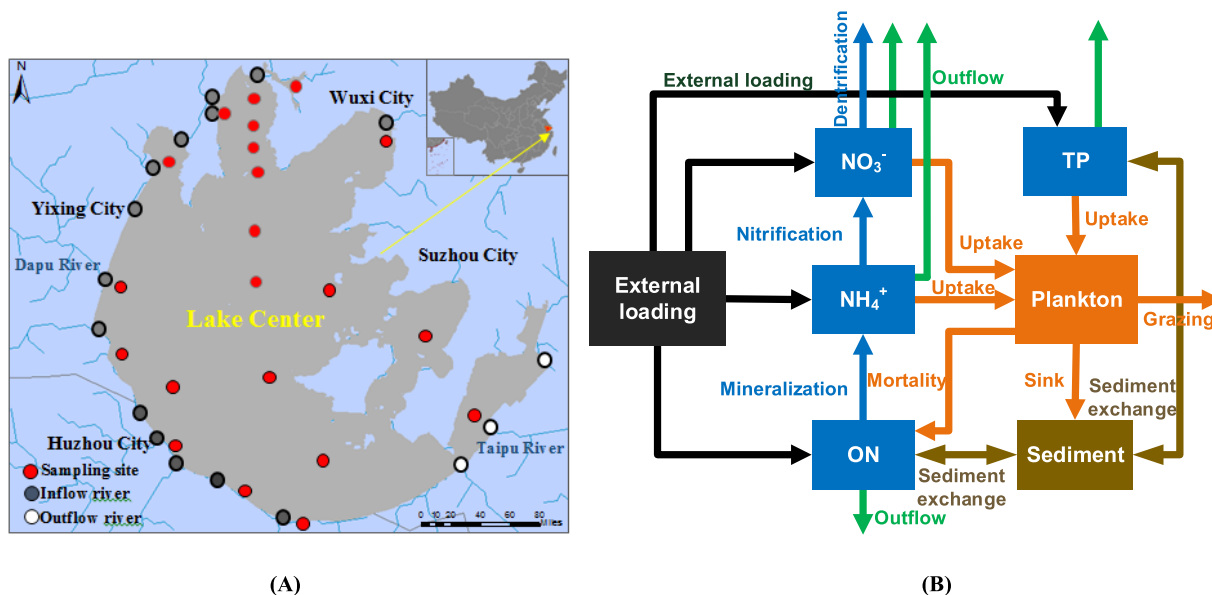 N
Wuxi City
Yixing City
Dapu River
Suzhou City
Lake Center
Huzhou City
Taipu River
Sampling site
Inflow river
Outflow river
0 10 20 40 60 80
Miles
(A)
External loading
Dentrification
Outflow
NO₃⁻
TP
Uptake
Nitrification
Uptake
External
loading
NH₄⁺
Uptake
Plankton
Grazing
Mineralization
Mortality
Sink
Sediment
exchange
ON
Sediment
exchange
Sediment
Outflow
(B)